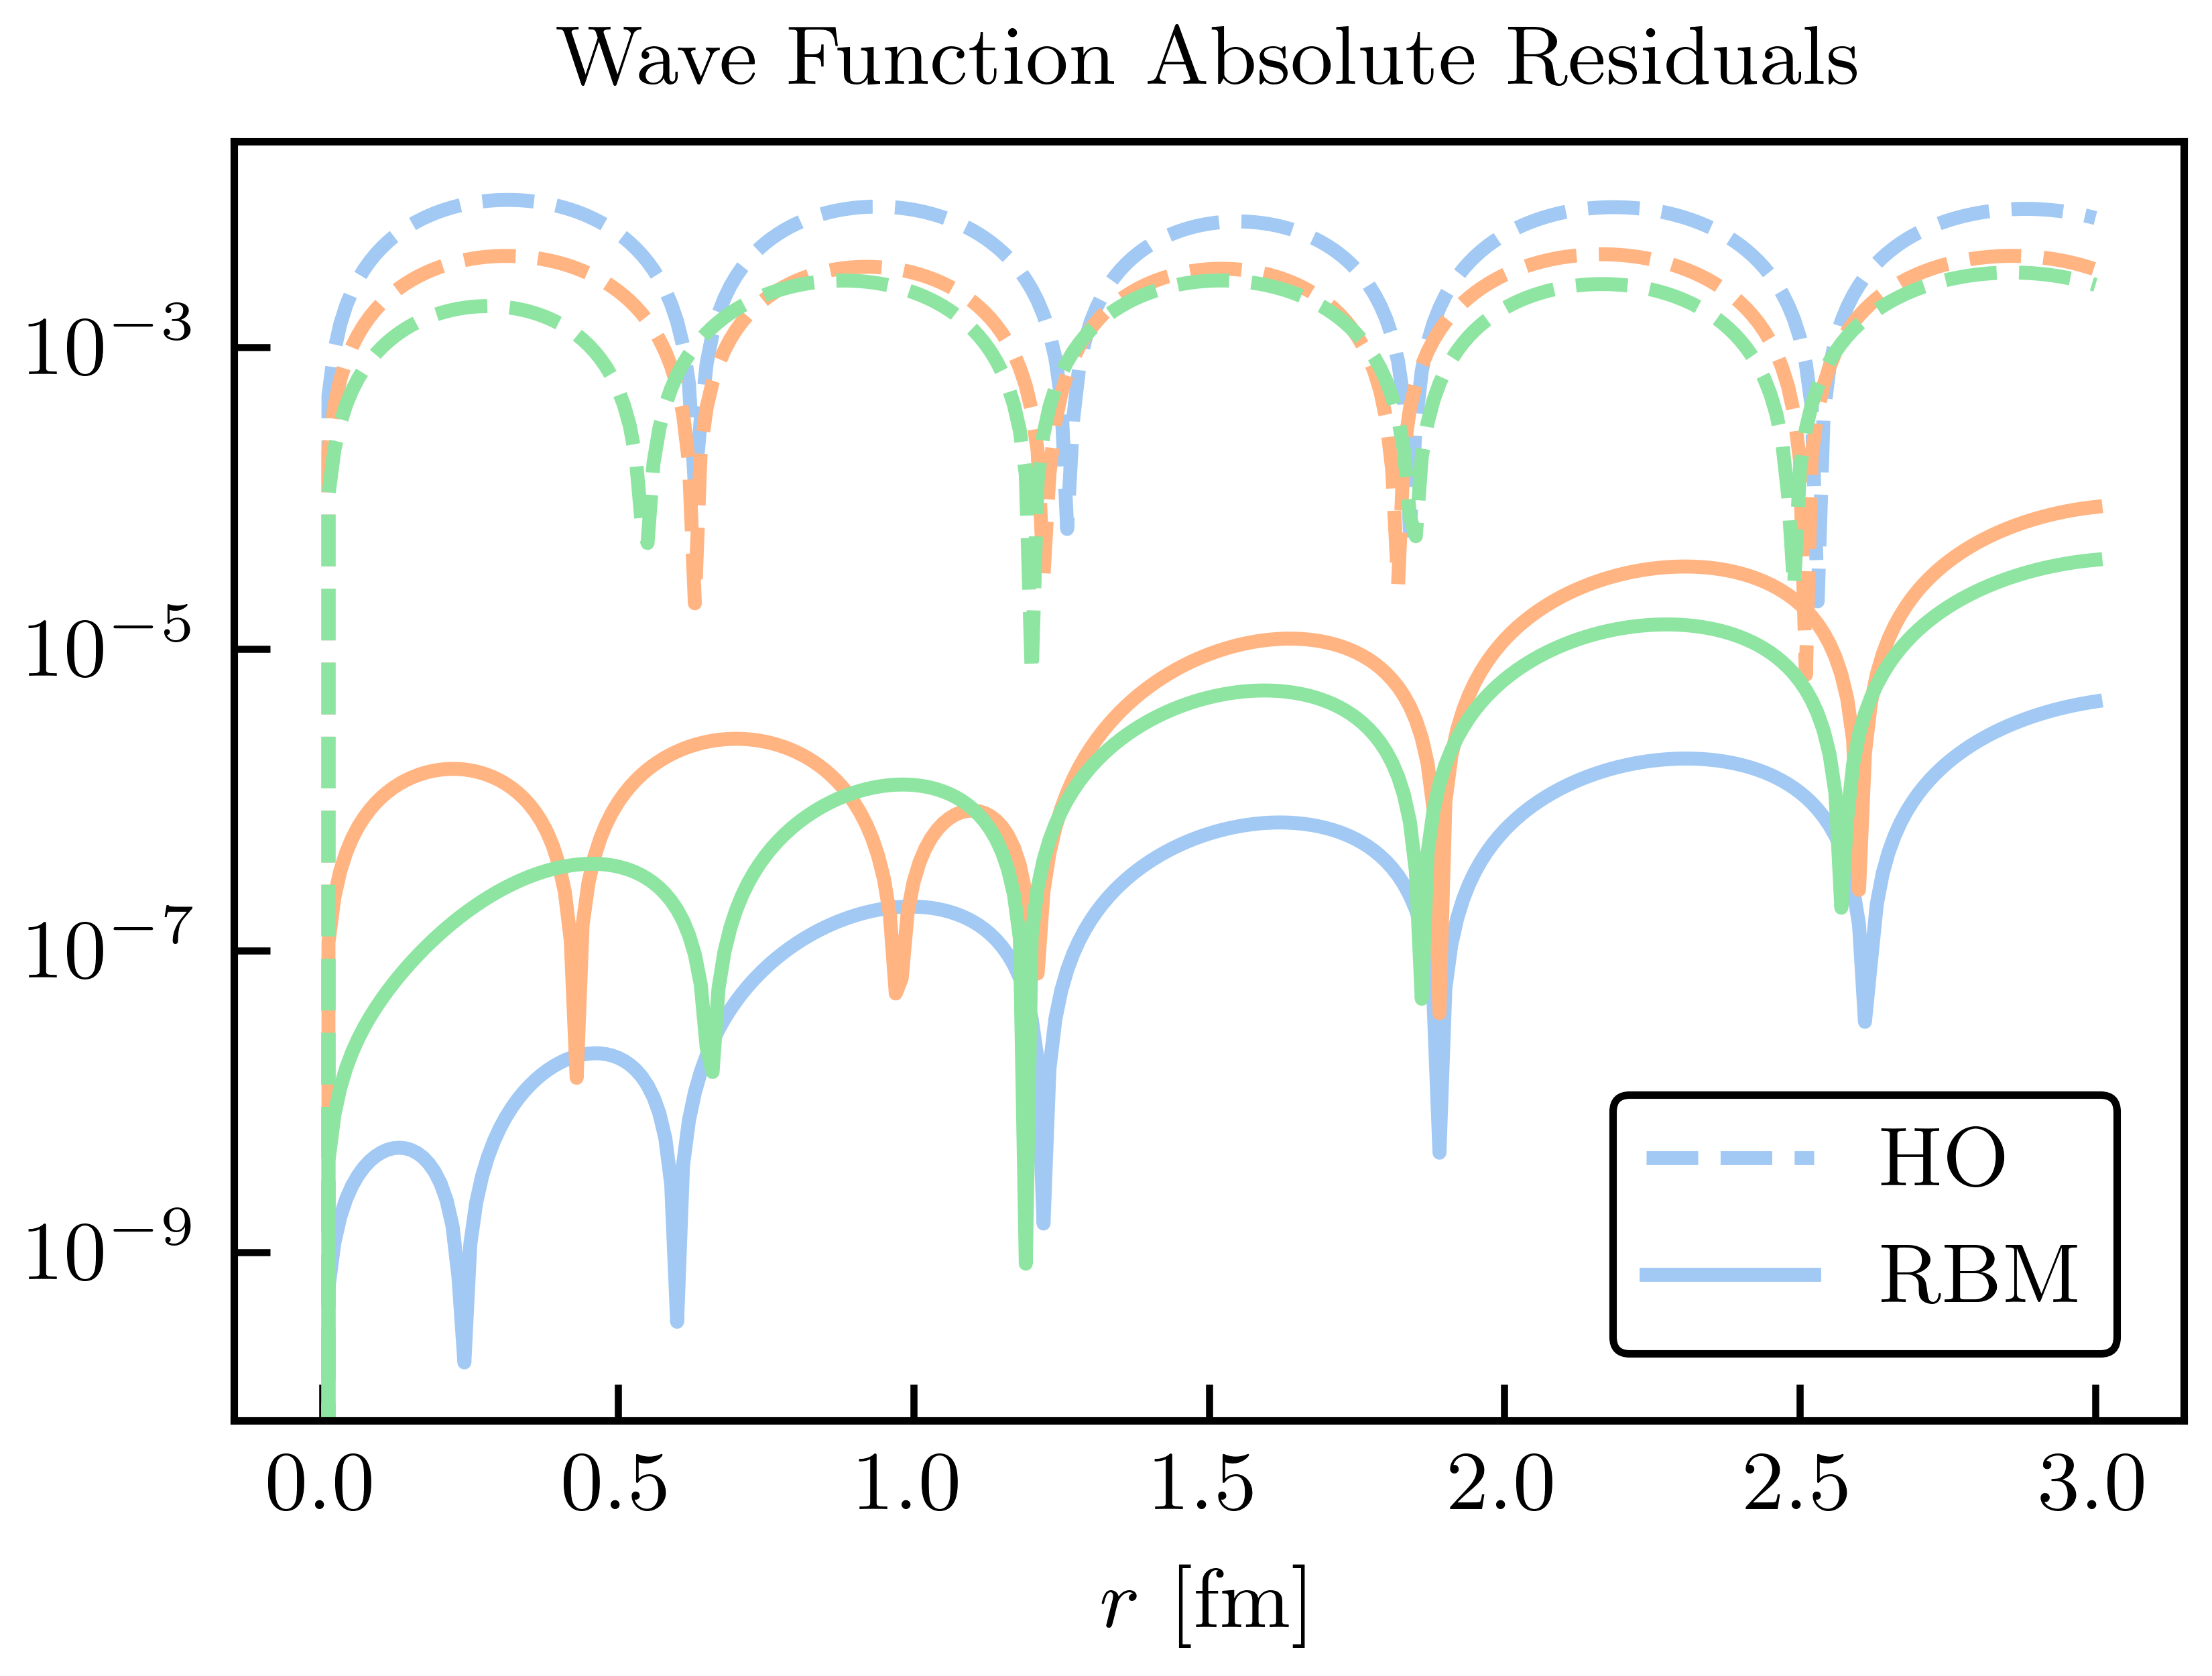 Wave Function Absolute Residuals
10⁻³
10⁻⁵
10⁻⁷
10⁻⁹
HO
RBM
0.0 0.5 1.0 1.5 2.0 2.5 3.0
r [fm]